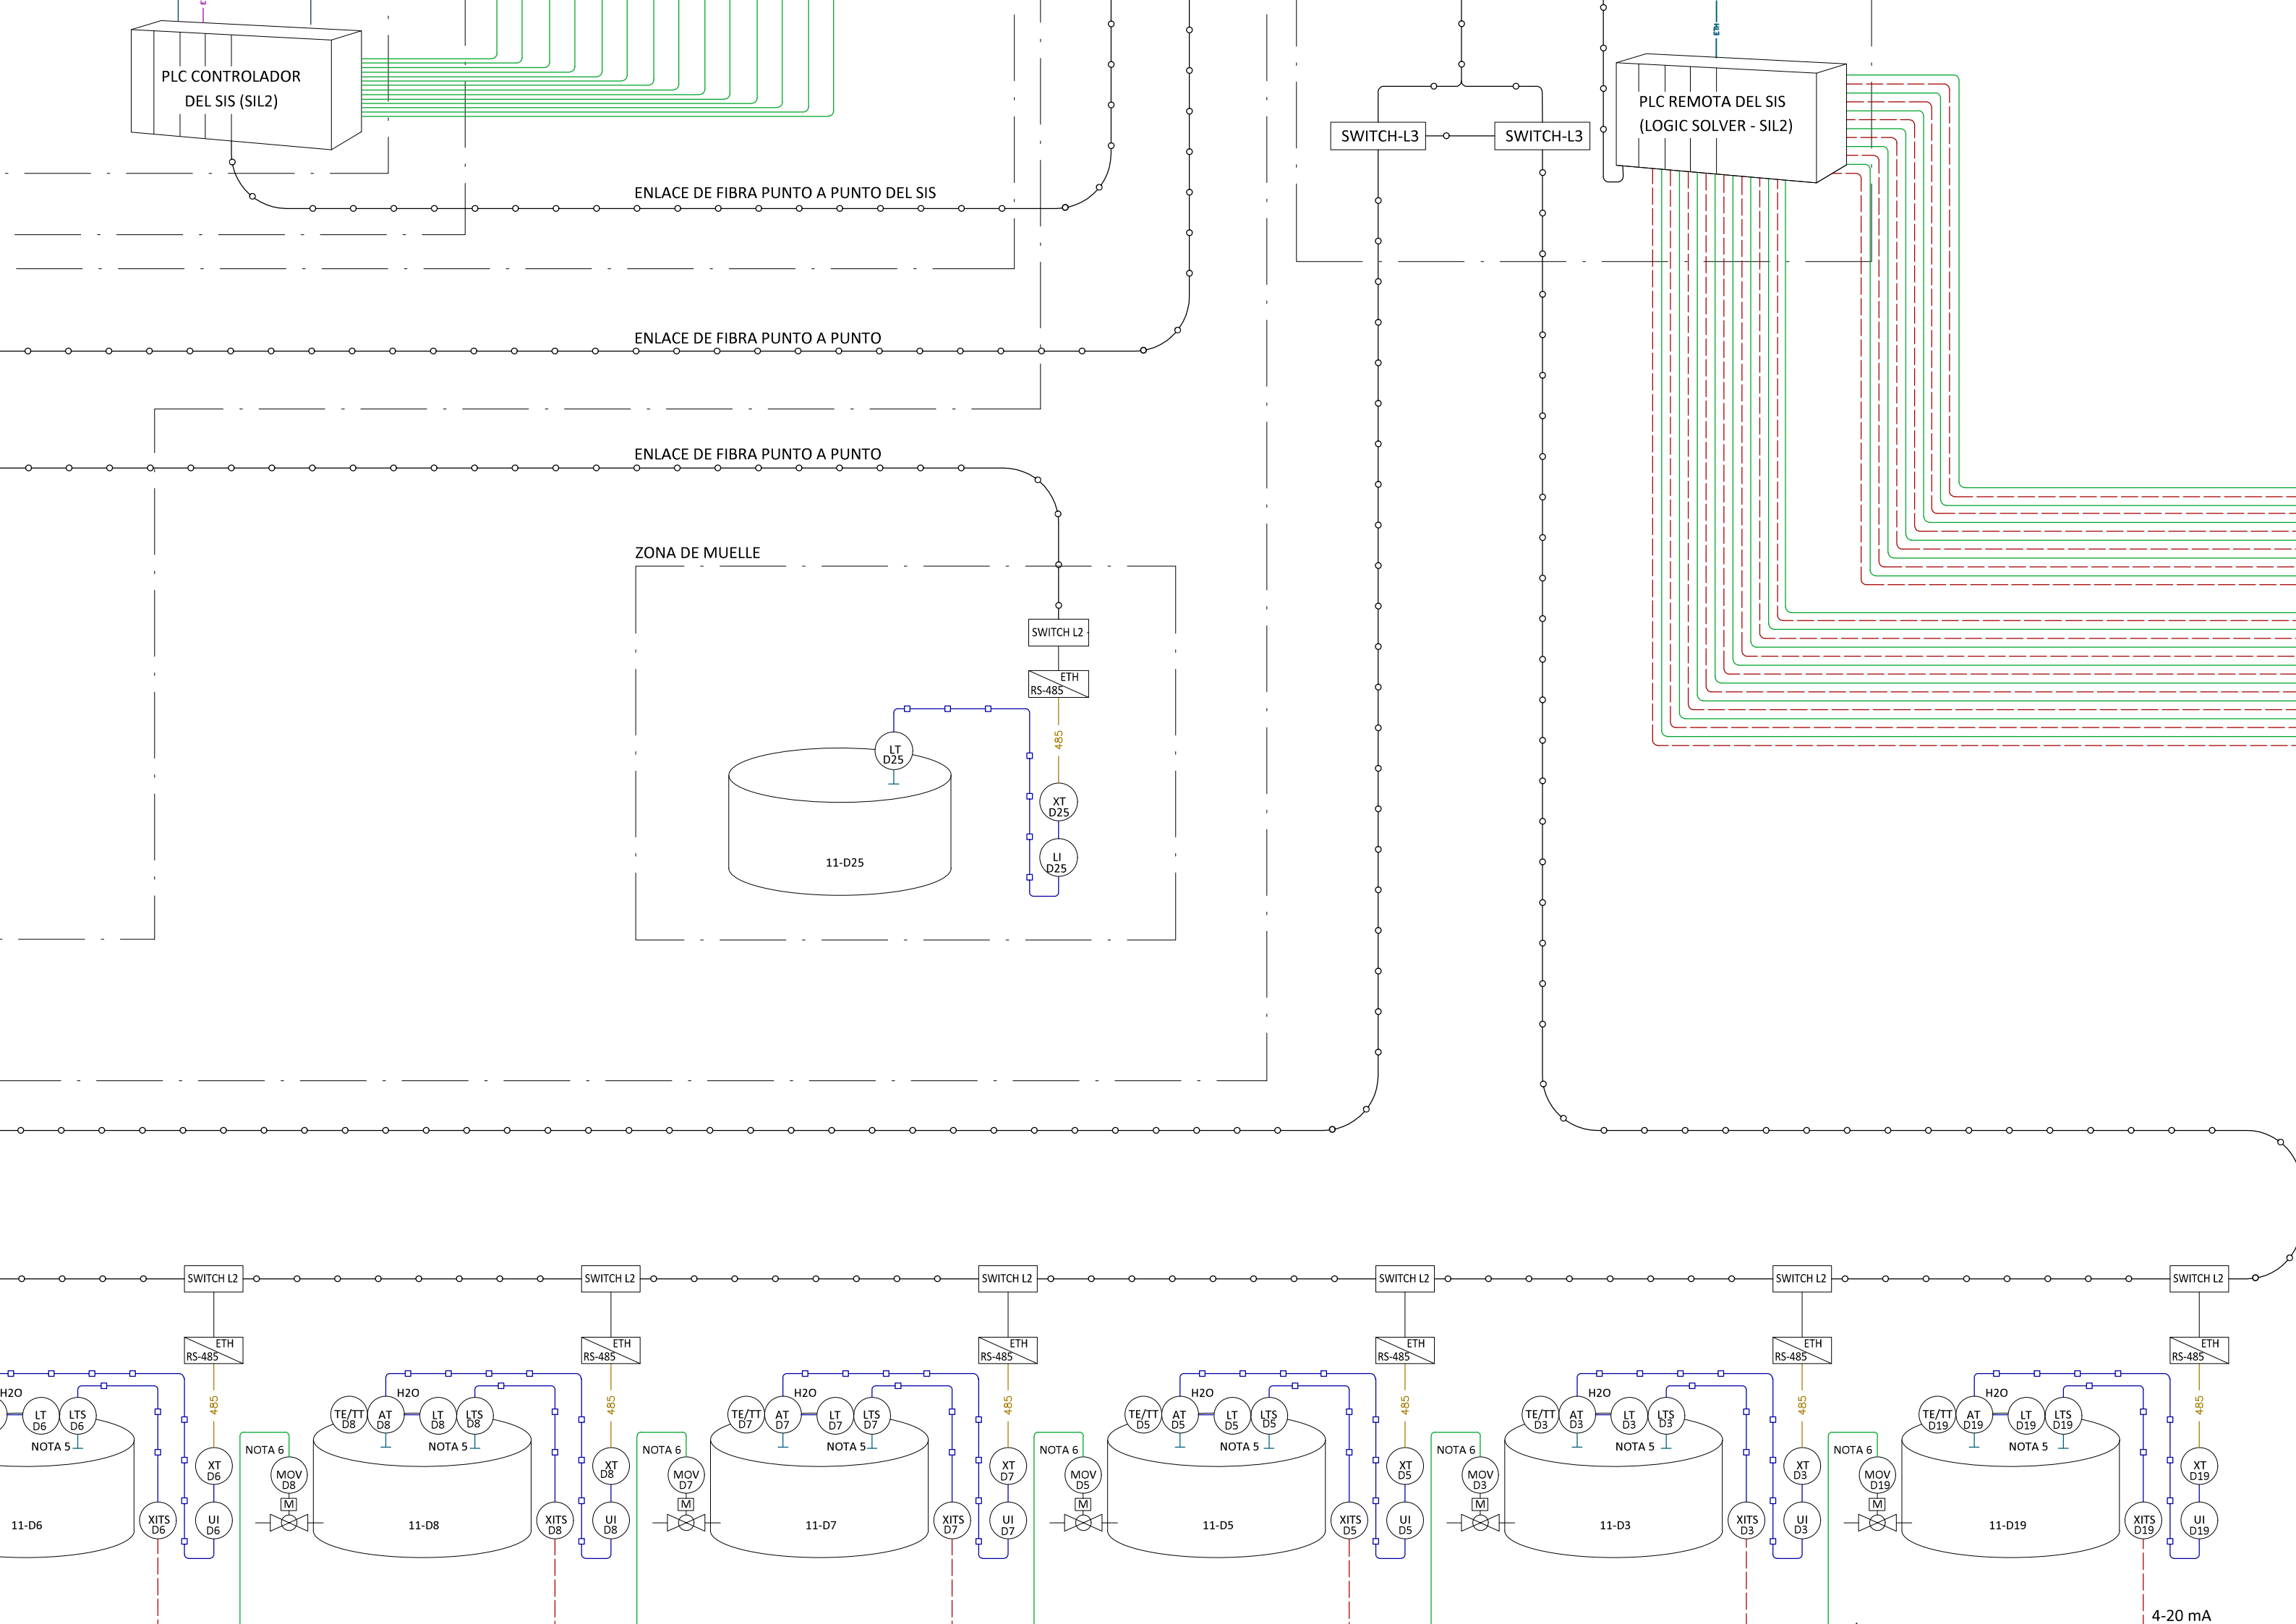 E
ETH
PLC CONTROLADOR
DEL SIS (SIL2)
PLC REMOTA DEL SIS
(LOGIC SOLVER - SIL2)
SWITCH-L3
SWITCH-L3
ENLACE DE FIBRA PUNTO A PUNTO DEL SIS
ENLACE DE FIBRA PUNTO A PUNTO
ENLACE DE FIBRA PUNTO A PUNTO
ZONA DE MUELLE
SWITCH L2
ETH
RS-485
485
LT
D25
XT
D25
LI
D25
11-D25
SWITCH L2
SWITCH L2
SWITCH L2
SWITCH L2
SWITCH L2
SWITCH L2
ETH
RS-485
ETH
RS-485
ETH
RS-485
ETH
RS-485
ETH
RS-485
ETH
RS-485
H2O
LT
D6
LTS
D6
NOTA 5
485
XT
D6
XITS
D6
UI
D6
11-D6
NOTA 6
MOV
D8
M
TE/TT
D8
AT
D8
H2O
LT
D8
LTS
D8
NOTA 5
485
XT
D8
XITS
D8
UI
D8
11-D8
NOTA 6
MOV
D7
M
TE/TT
D7
AT
D7
H2O
LT
D7
LTS
D7
NOTA 5
485
XT
D7
XITS
D7
UI
D7
11-D7
NOTA 6
MOV
D5
M
TE/TT
D5
AT
D5
H2O
LT
D5
LTS
D5
NOTA 5
485
XT
D5
XITS
D5
UI
D5
11-D5
NOTA 6
MOV
D3
M
TE/TT
D3
AT
D3
H2O
LT
D3
LTS
D3
NOTA 5
485
XT
D3
XITS
D3
UI
D3
11-D3
NOTA 6
MOV
D19
M
TE/TT
D19
AT
D19
H2O
LT
D19
LTS
D19
NOTA 5
485
XT
D19
XITS
D19
UI
D19
11-D19
4-20 mA